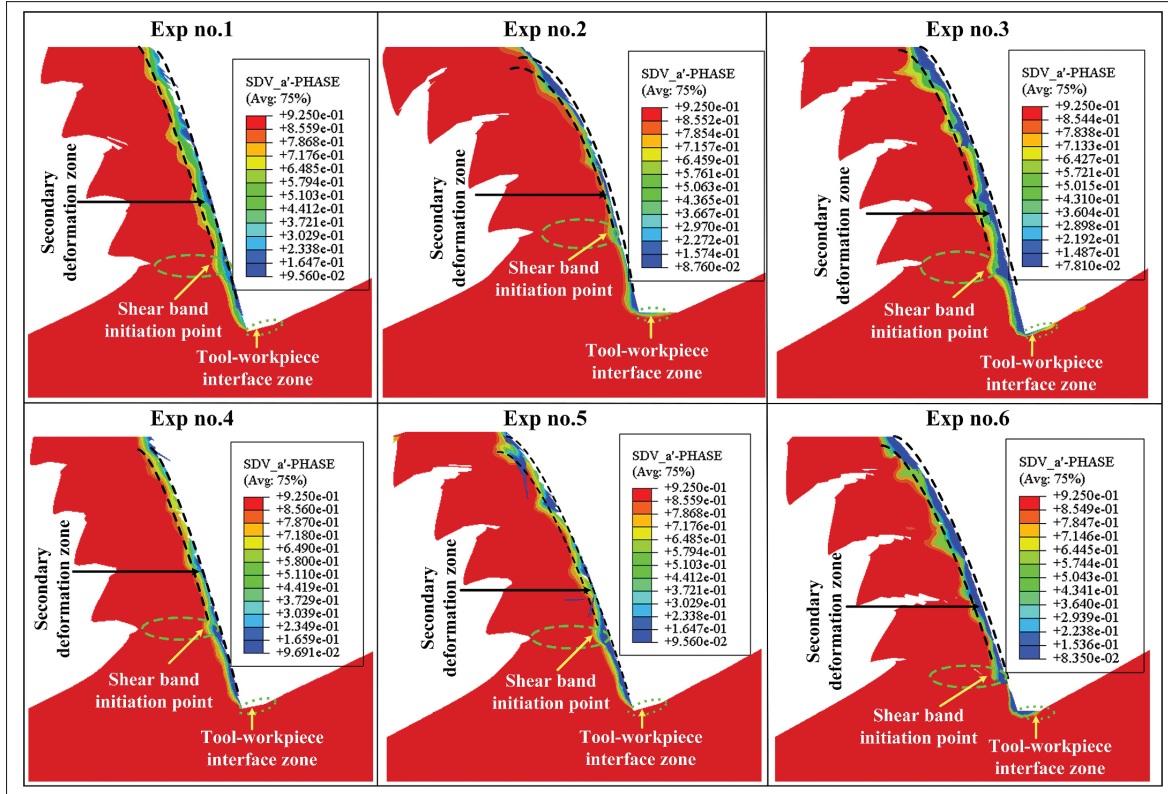 Exp no.1
SDV_a'-PHASE
(Avg: 75%)
+9.250e-01
+8.559e-01
+7.868e-01
+7.176e-01
+6.485e-01
+5.794e-01
+5.103e-01
+4.412e-01
+3.721e-01
+3.029e-01
+2.338e-01
+1.647e-01
+9.560e-02
Secondary
deformation zone
Shear band
initiation point
Tool-workpiece
interface zone
Exp no.2
SDV_a'-PHASE
(Avg: 75%)
+9.250e-01
+8.552e-01
+7.854e-01
+7.157e-01
+6.459e-01
+5.761e-01
+5.063e-01
+4.365e-01
+3.667e-01
+2.970e-01
+2.272e-01
+1.574e-01
+8.760e-02
Secondary
deformation zone
Shear band
initiation point
Tool-workpiece
interface zone
Exp no.3
SDV_a'-PHASE
(Avg: 75%)
+9.250e-01
+8.544e-01
+7.838e-01
+7.133e-01
+6.427e-01
+5.721e-01
+5.015e-01
+4.310e-01
+3.604e-01
+2.898e-01
+2.192e-01
+1.487e-01
+7.810e-02
Secondary
deformation zone
Shear band
initiation point
Tool-workpiece
interface zone
Exp no.4
SDV_a'-PHASE
(Avg: 75%)
+9.250e-01
+8.560e-01
+7.870e-01
+7.180e-01
+6.490e-01
+5.800e-01
+5.110e-01
+4.419e-01
+3.729e-01
+3.039e-01
+2.349e-01
+1.659e-01
+9.691e-02
Secondary
deformation zone
Shear band
initiation point
Tool-workpiece
interface zone
Exp no.5
SDV_a'-PHASE
(Avg: 75%)
+9.250e-01
+8.559e-01
+7.868e-01
+7.176e-01
+6.485e-01
+5.794e-01
+5.103e-01
+4.412e-01
+3.721e-01
+3.029e-01
+2.338e-01
+1.647e-01
+9.560e-02
Secondary
deformation zone
Shear band
initiation point
Tool-workpiece
interface zone
Exp no.6
SDV_a'-PHASE
(Avg: 75%)
+9.250e-01
+8.549e-01
+7.847e-01
+7.146e-01
+6.445e-01
+5.744e-01
+5.043e-01
+4.341e-01
+3.640e-01
+2.939e-01
+2.238e-01
+1.536e-01
+8.350e-02
Secondary
deformation zone
Shear band
initiation point
Tool-workpiece
interface zone